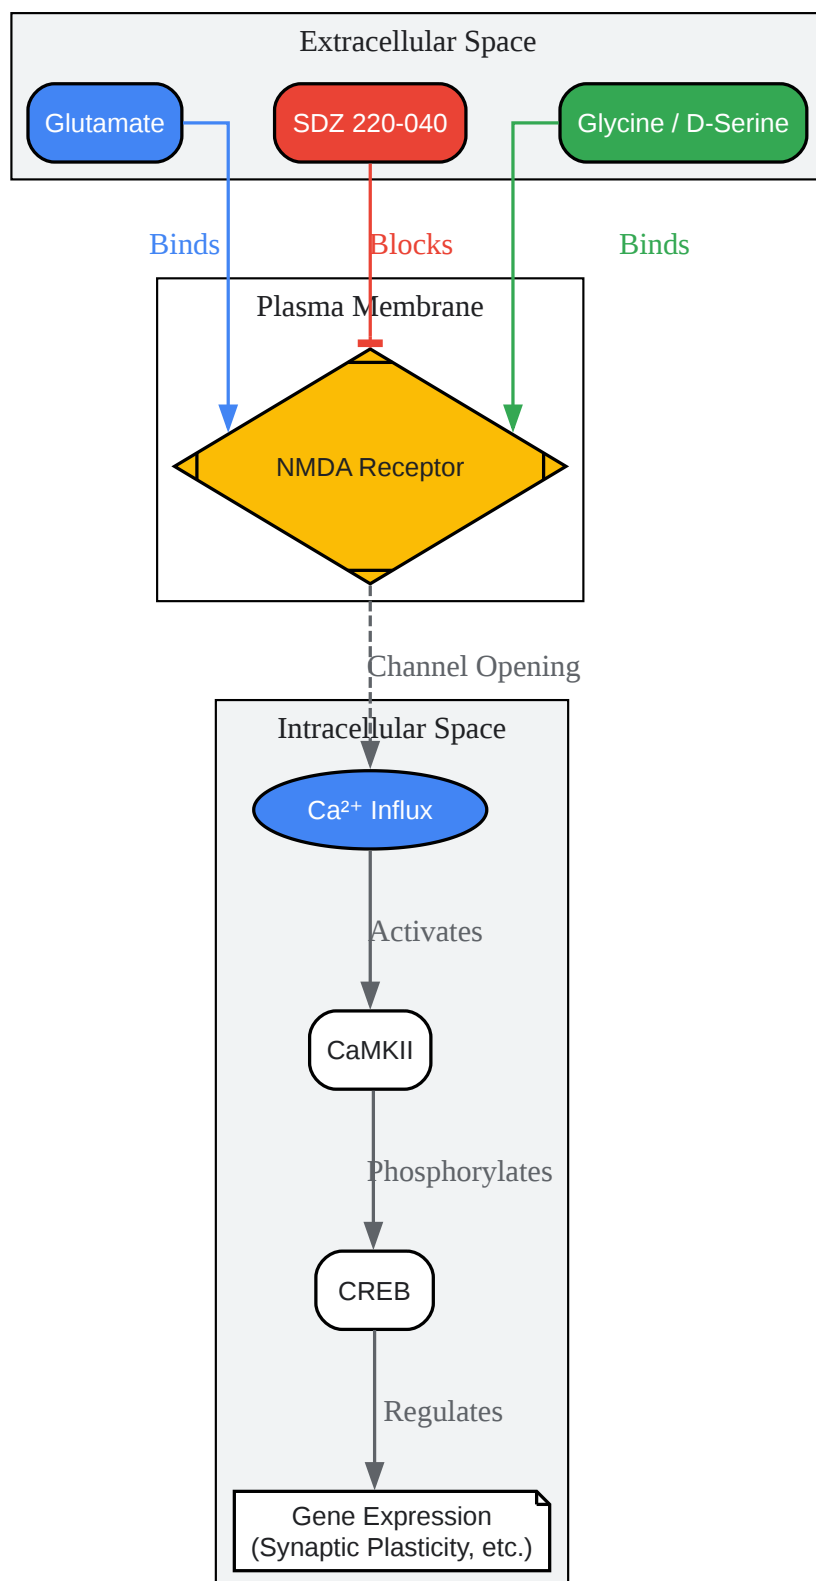 Extracellular Space
Glutamate
SDZ 220-040
Glycine / D-Serine
Binds
Blocks
Binds
Plasma Membrane
NMDA Receptor
Channel Opening
Intracellular Space
Ca²⁺ Influx
Activates
CaMKII
Phosphorylates
CREB
Regulates
Gene Expression
(Synaptic Plasticity, etc.)